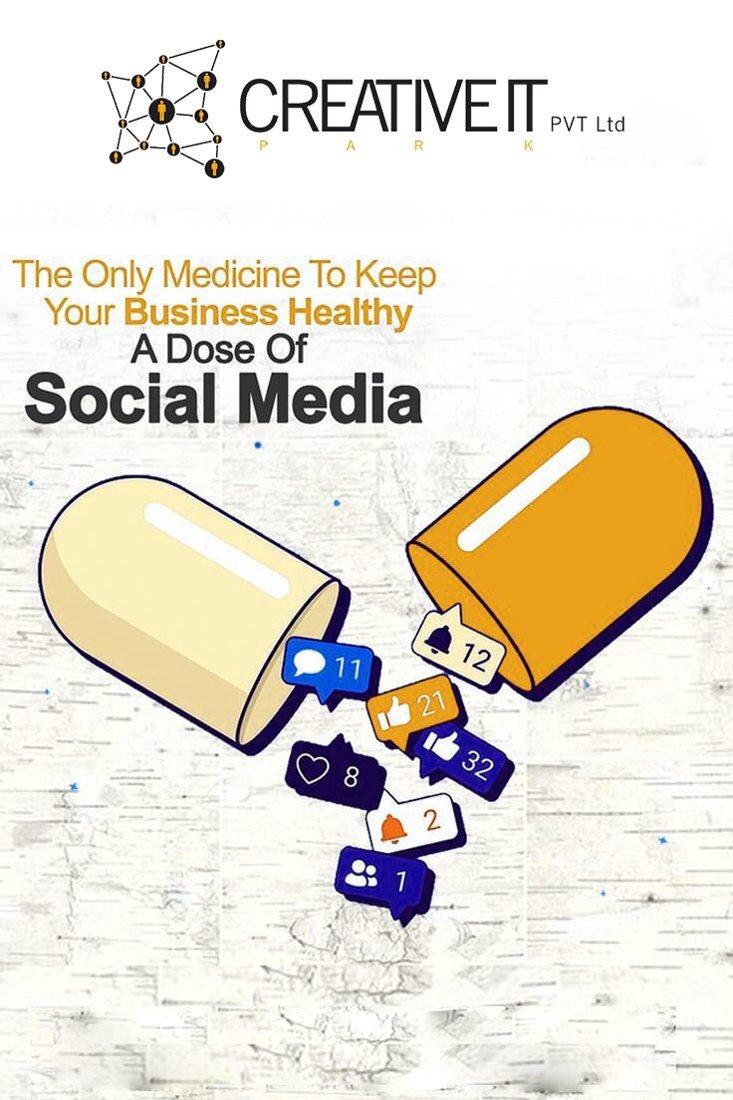 CREATIVE IT PVT Ltd
PARK
The Only Medicine To Keep
Your Business Healthy
A Dose Of
Social Media
12
11
21
32
8
2
1